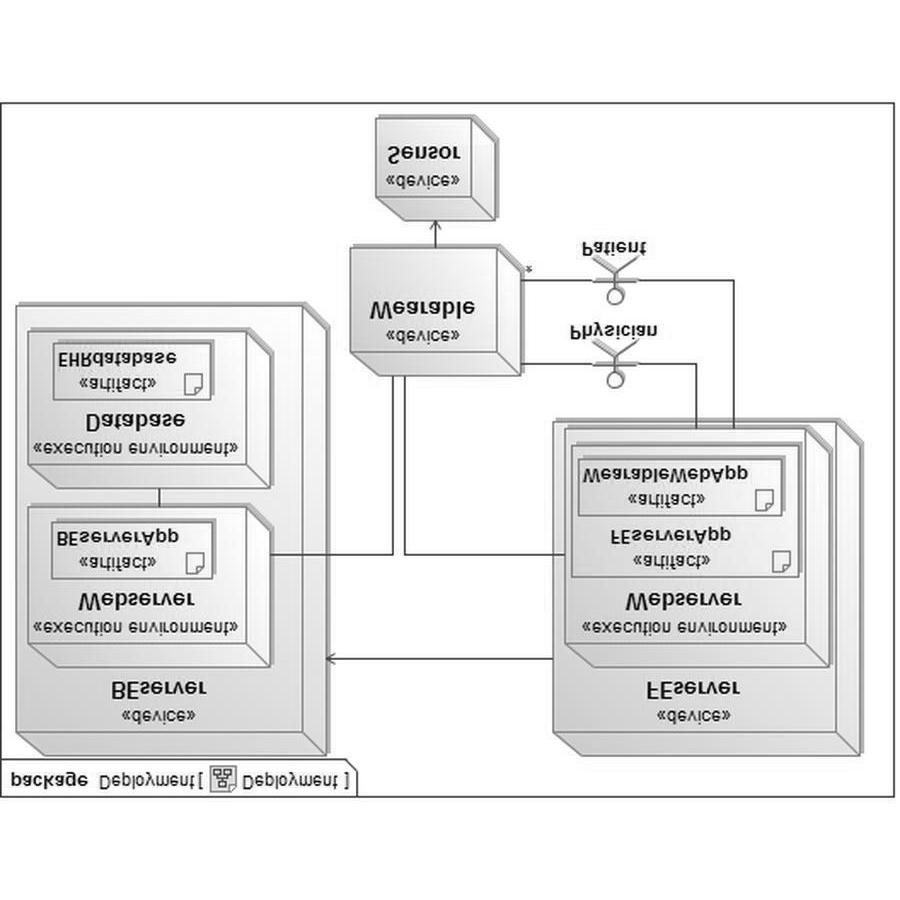 package Deployment[ Deployment ]
«device»
BEserver
«execution environment»
Webserver
«artifact»
BEserverApp
«execution environment»
Database
«artifact»
EHRdatabase
«device»
FEserver
«execution environment»
Webserver
«artifact»
FEserverApp
«artifact»
WearableWebApp
Physician
Patient
«device»
Wearable
*
«device»
Sensor